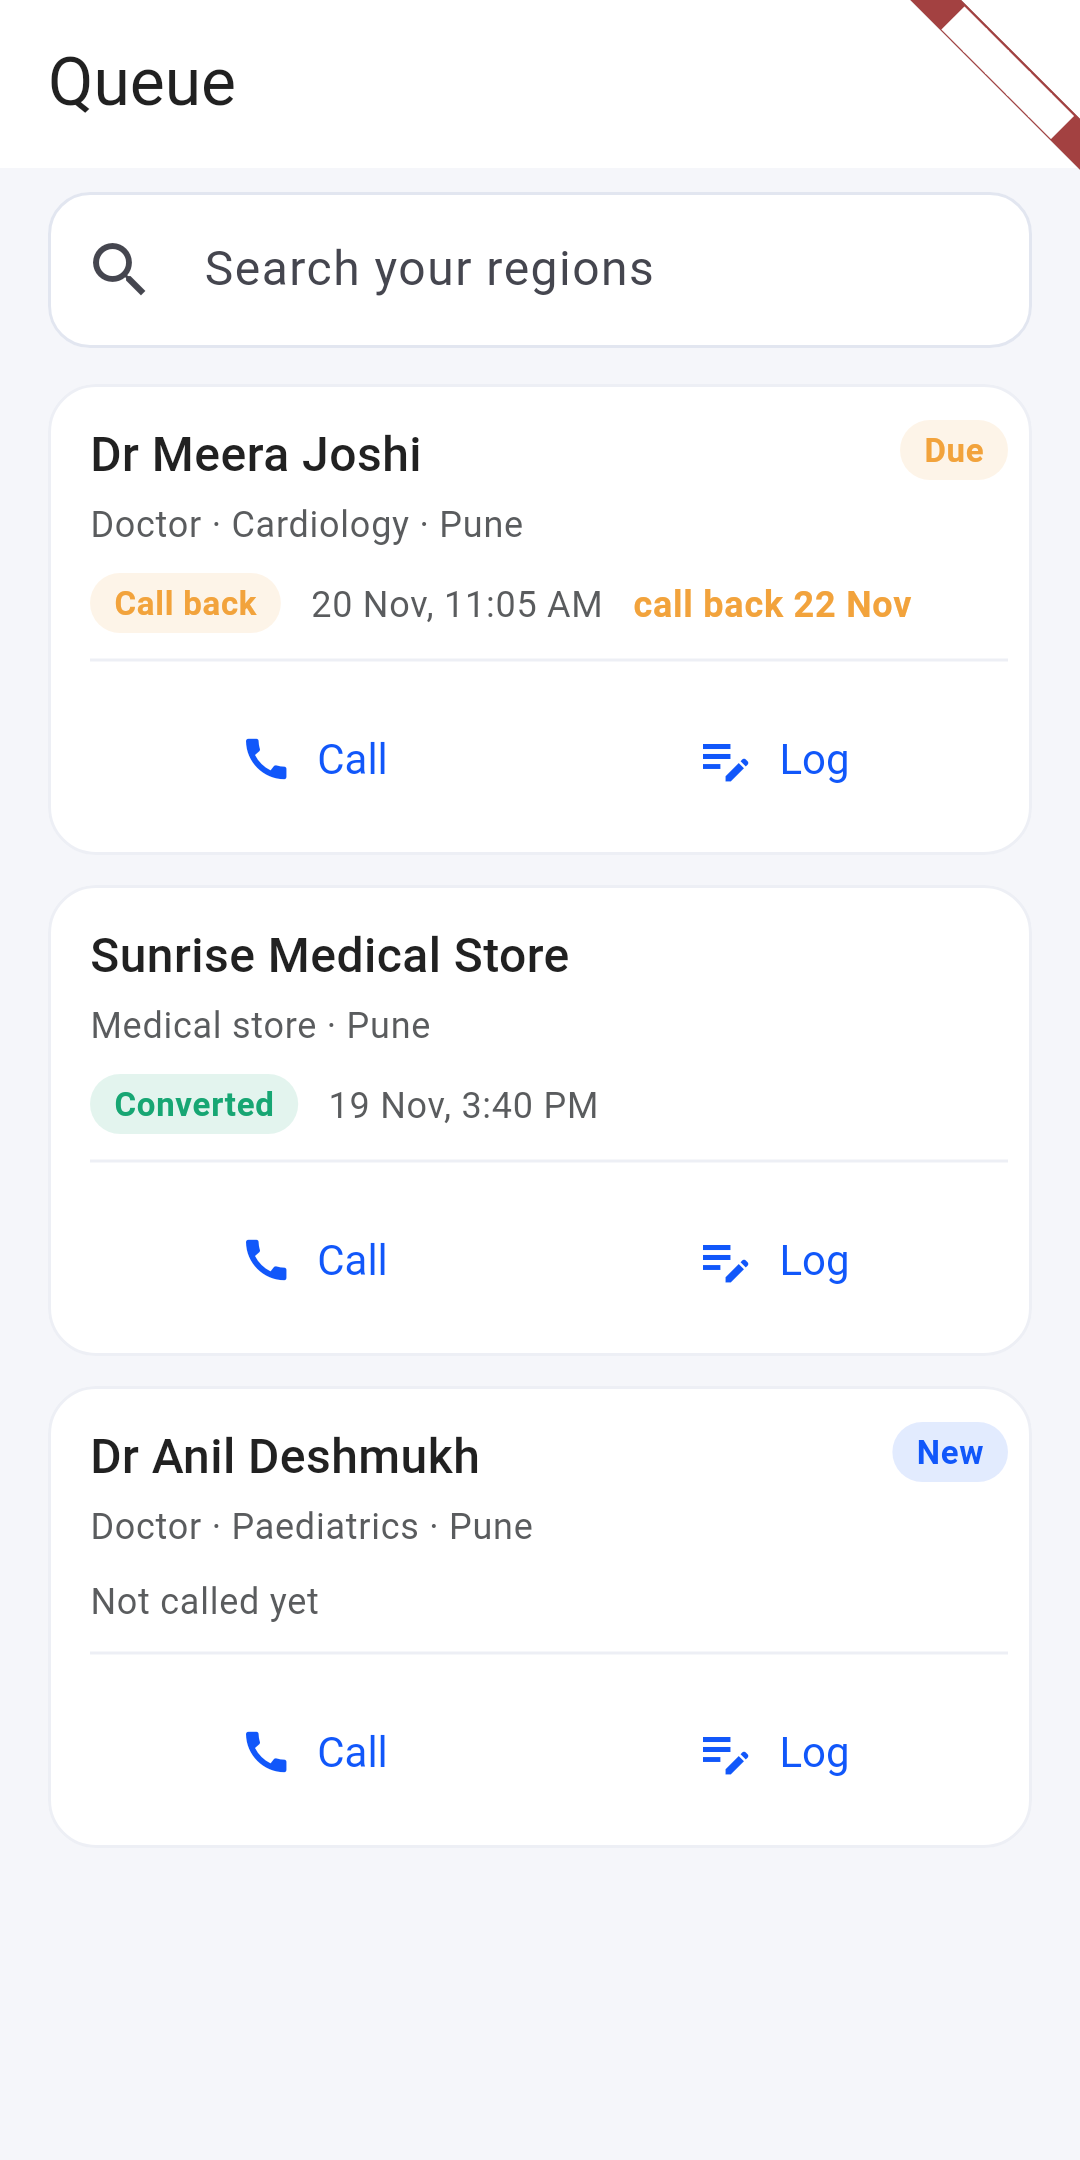 Queue
Search your regions
Dr Meera Joshi
Due
Doctor · Cardiology · Pune
Call back 20 Nov, 11:05 AM call back 22 Nov
Call Log
Sunrise Medical Store
Medical store · Pune
Converted 19 Nov, 3:40 PM
Call Log
Dr Anil Deshmukh
New
Doctor · Paediatrics · Pune
Not called yet
Call Log